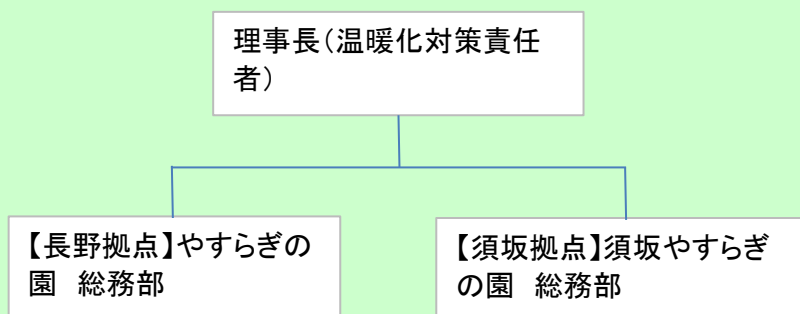 理事長（温暖化対策責任
者）
【長野拠点】やすらぎの
園　総務部
【須坂拠点】須坂やすらぎ
の園　総務部